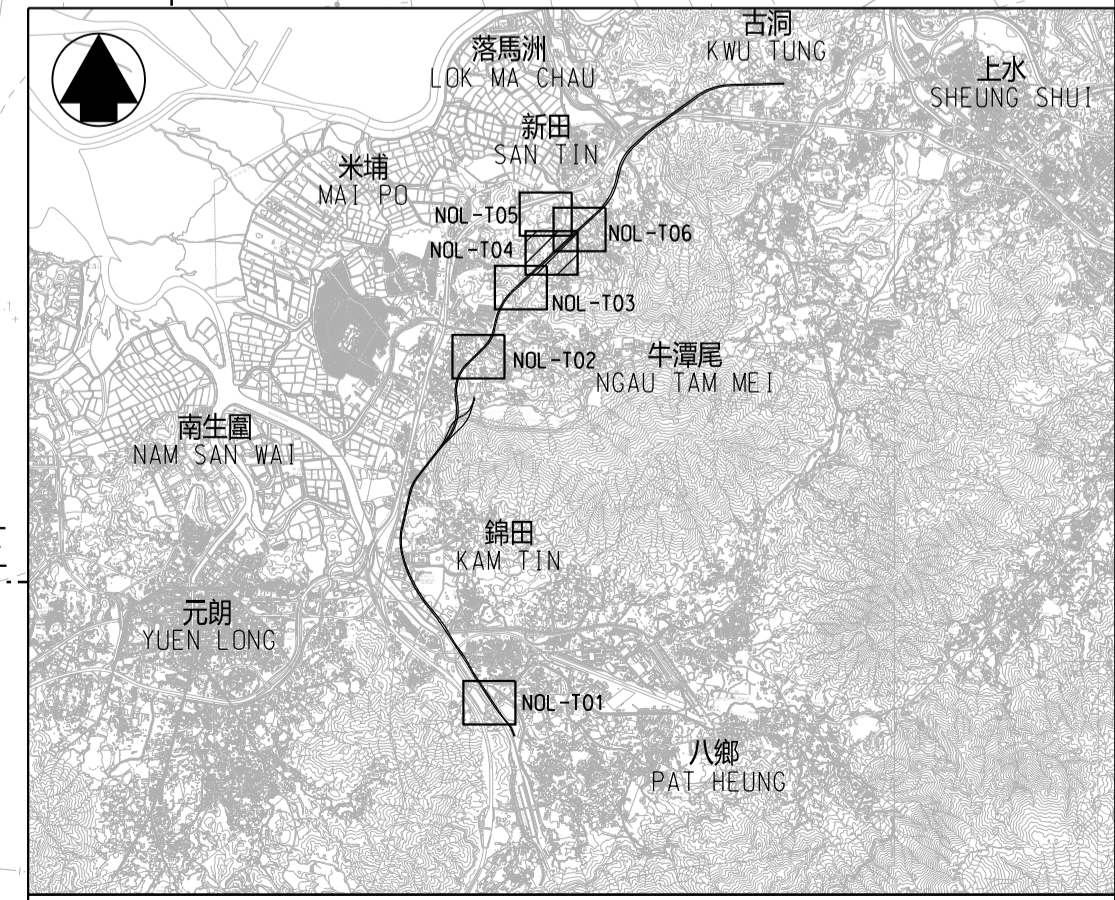 古洞
KWU TUNG
落馬洲
LOK MA CHAU
上水
SHEUNG SHUI
新田
SAN TIN
米埔
MAI PO
NOL-T05
NOL-T06
NOL-T04
NOL-T03
NOL-T02
牛潭尾
NGAU TAM MEI
南生圍
NAM SAN WAI
錦田
KAM TIN
元朗
YUEN LONG
NOL-T01
八鄉
PAT HEUNG